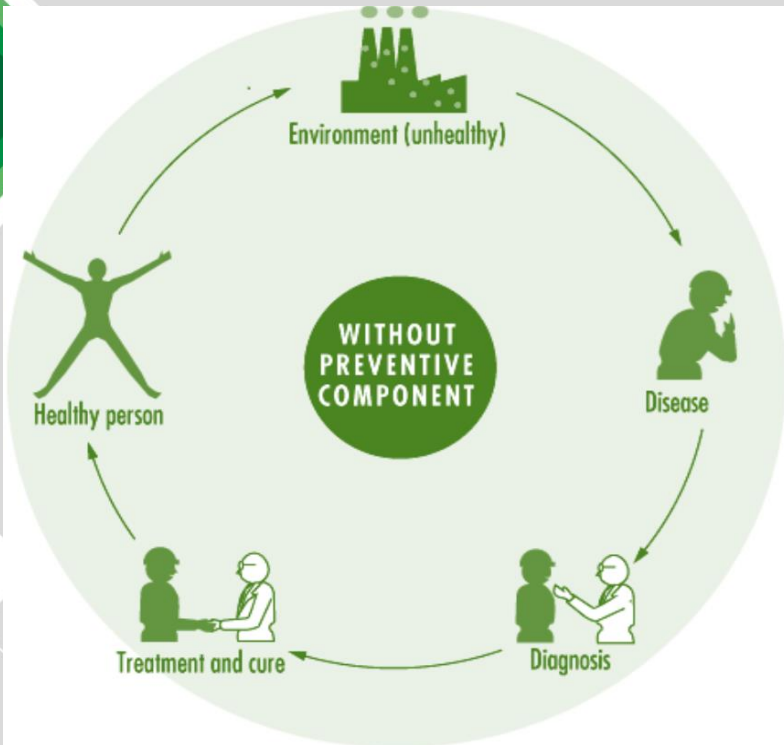 Environment (unhealthy)
WITHOUT
PREVENTIVE
COMPONENT
Healthy person
Disease
Treatment and cure
Diagnosis